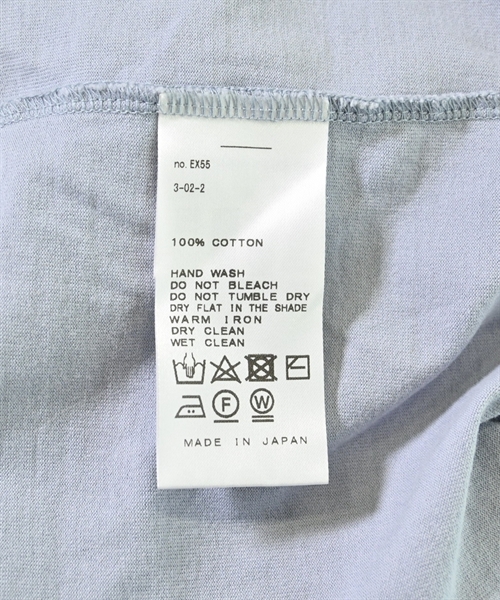 no. EX55
3-02-2
100% COTTON
HAND WASH
DO NOT BLEACH
DO NOT TUMBLE DRY
DRY FLAT IN THE SHADE
WARM IRON
DRY CLEAN
WET CLEAN
F W
MADE IN JAPAN